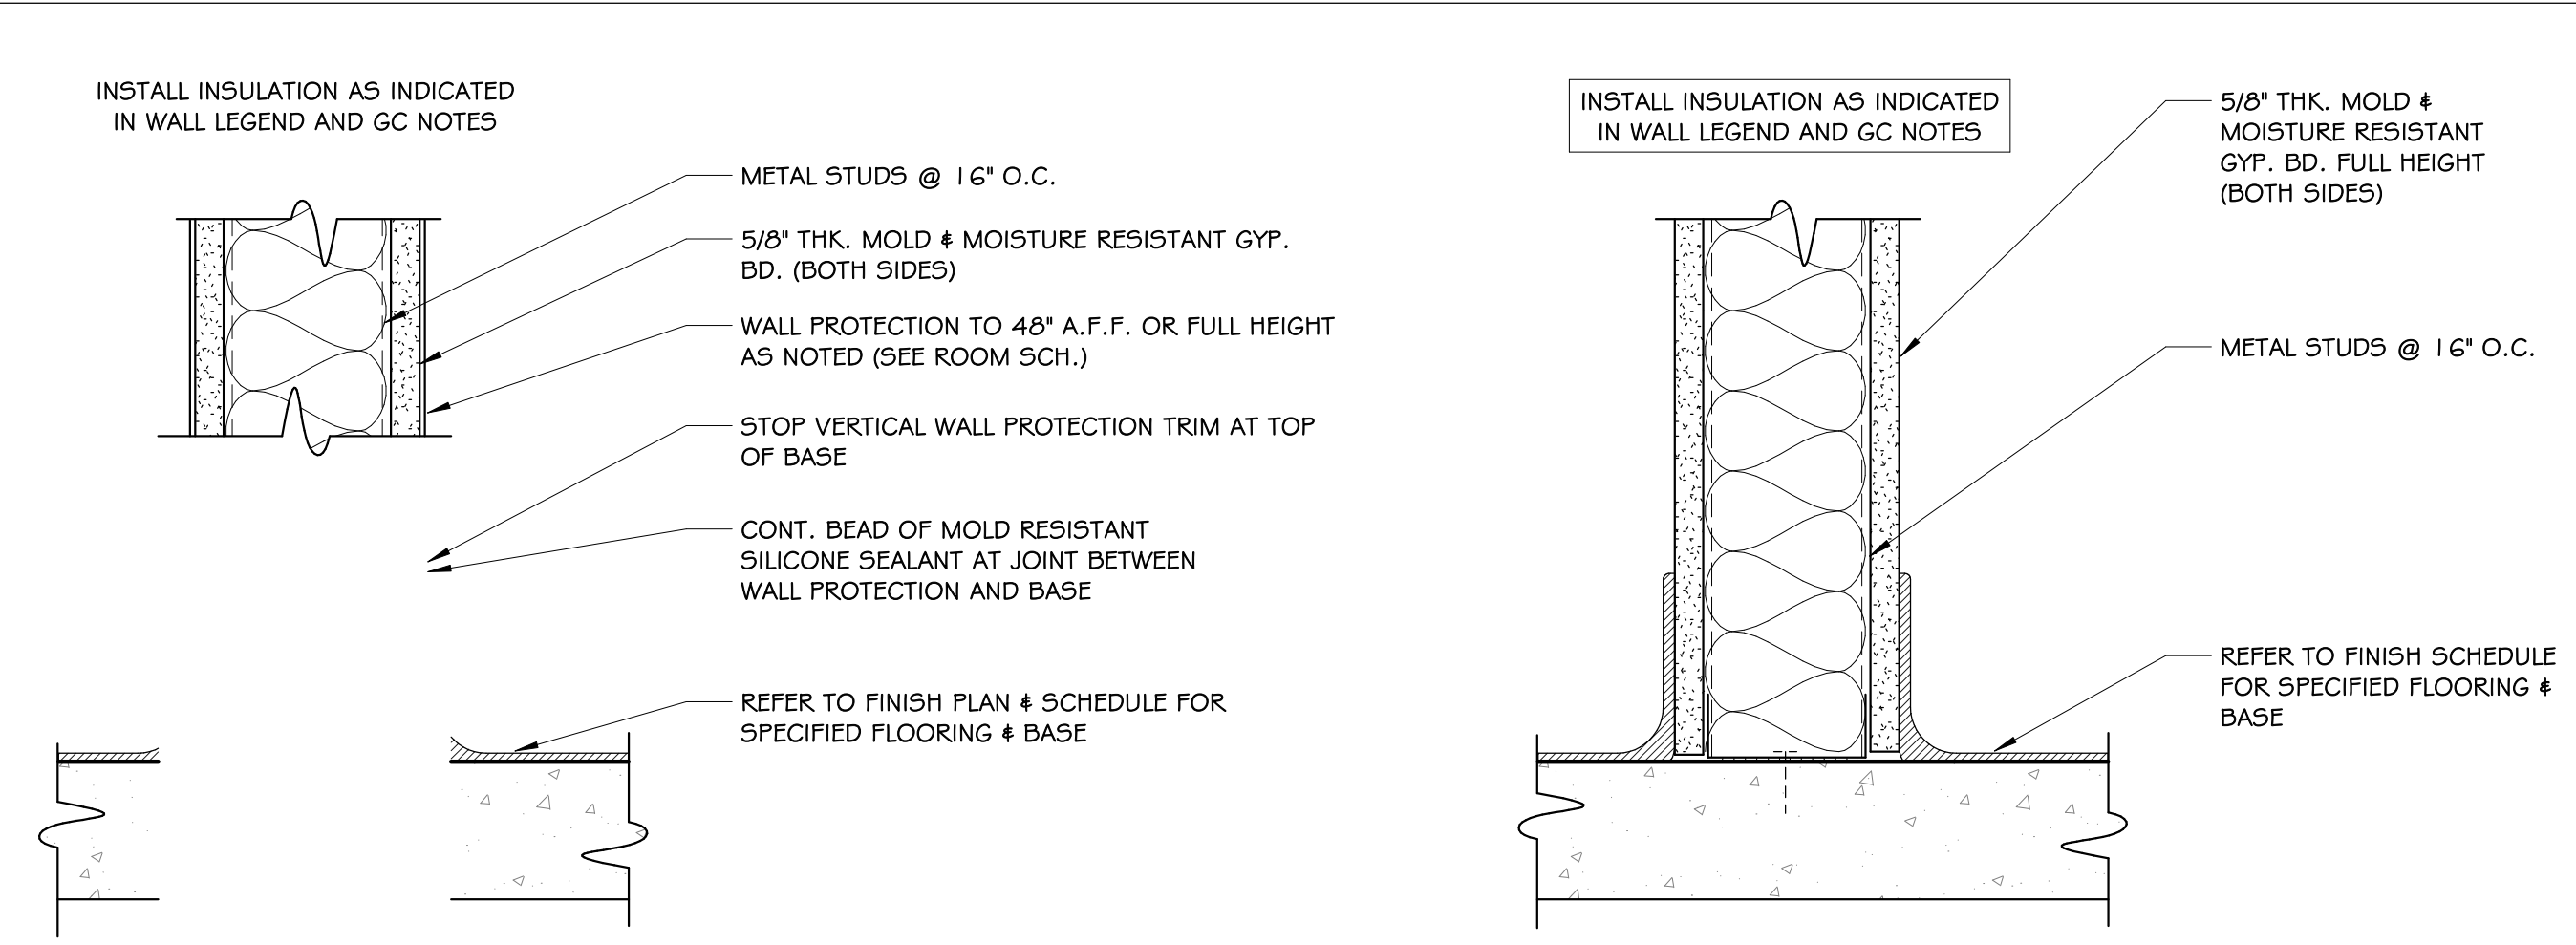 INSTALL INSULATION AS INDICATED
IN WALL LEGEND AND GC NOTES
METAL STUDS @ 16" O.C.
5/8" THK. MOLD & MOISTURE RESISTANT GYP.
BD. (BOTH SIDES)
WALL PROTECTION TO 48" A.F.F. OR FULL HEIGHT
AS NOTED (SEE ROOM SCH.)
STOP VERTICAL WALL PROTECTION TRIM AT TOP
OF BASE
CONT. BEAD OF MOLD RESISTANT
SILICONE SEALANT AT JOINT BETWEEN
WALL PROTECTION AND BASE
REFER TO FINISH PLAN & SCHEDULE FOR
SPECIFIED FLOORING & BASE
INSTALL INSULATION AS INDICATED
IN WALL LEGEND AND GC NOTES
5/8" THK. MOLD &
MOISTURE RESISTANT
GYP. BD. FULL HEIGHT
(BOTH SIDES)
METAL STUDS @ 16" O.C.
REFER TO FINISH SCHEDULE
FOR SPECIFIED FLOORING &
BASE